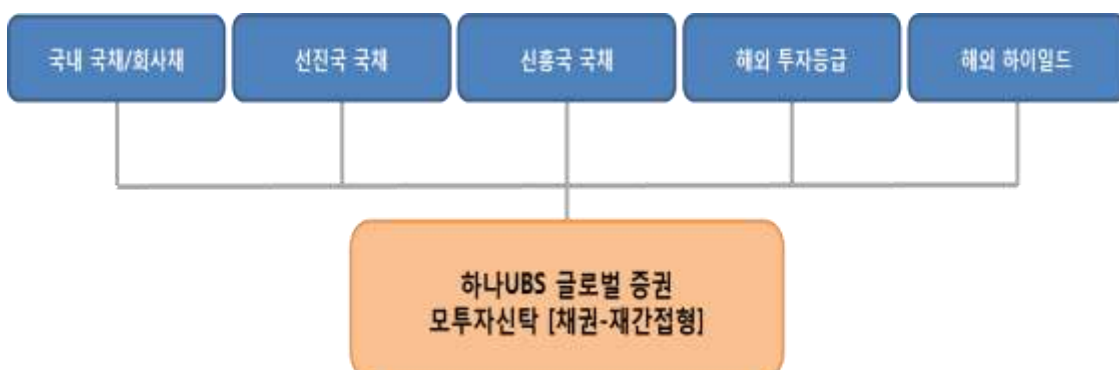 국내 국채/회사채
선진국 국채
신흥국 국채
해외 투자등급
해외 하이일드
하나UBS 글로벌 증권
모투자신탁 [채권-재간접형]